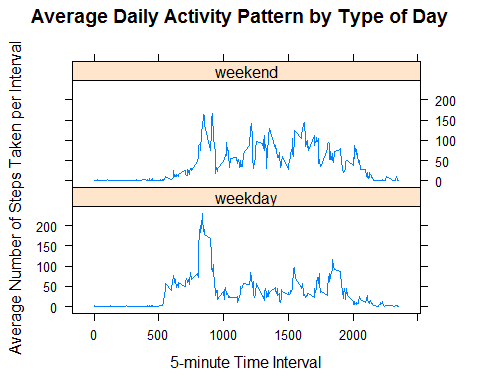 Average Daily Activity Pattern by Type of Day
Average Number of Steps Taken per Interval
weekend
200
150
100
50
0
weekday
200
150
100
50
0
0 500 1000 1500 2000
5-minute Time Interval